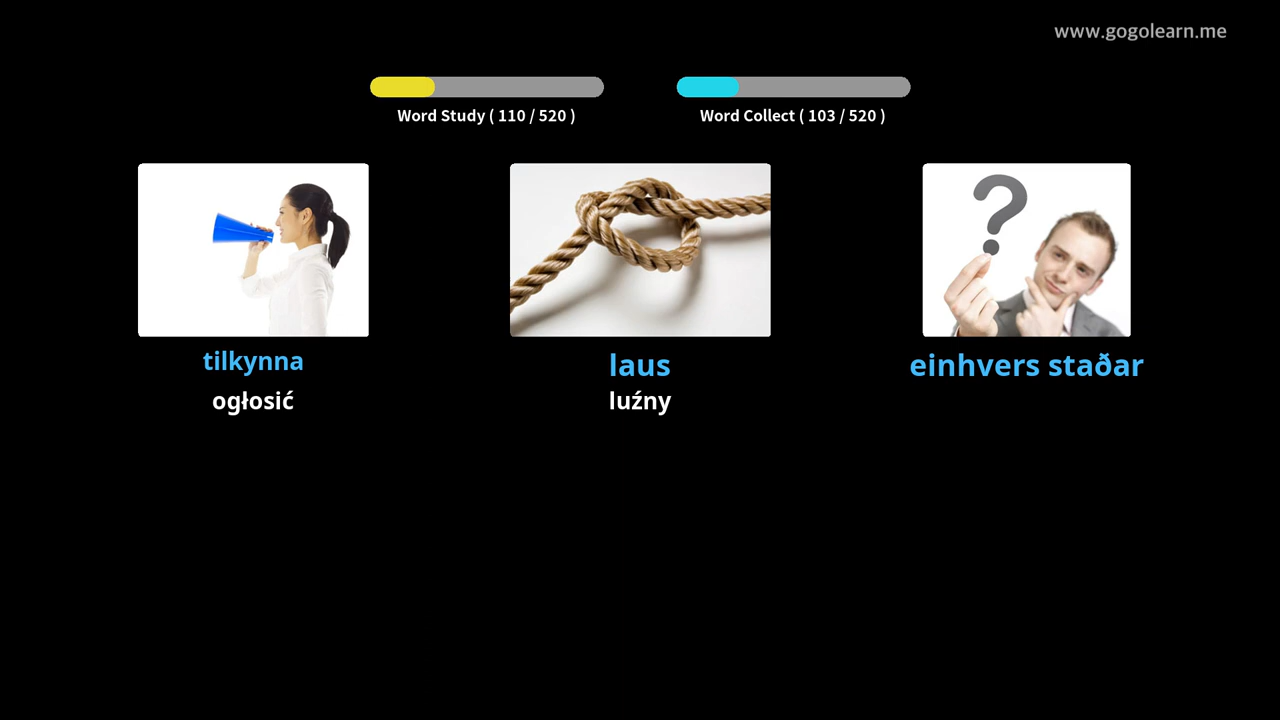 www.gogolearn.me
Word Study ( 110 / 520 )
Word Collect ( 103 / 520 )
tilkynna
ogłosić
laus
luźny
einhvers staðar